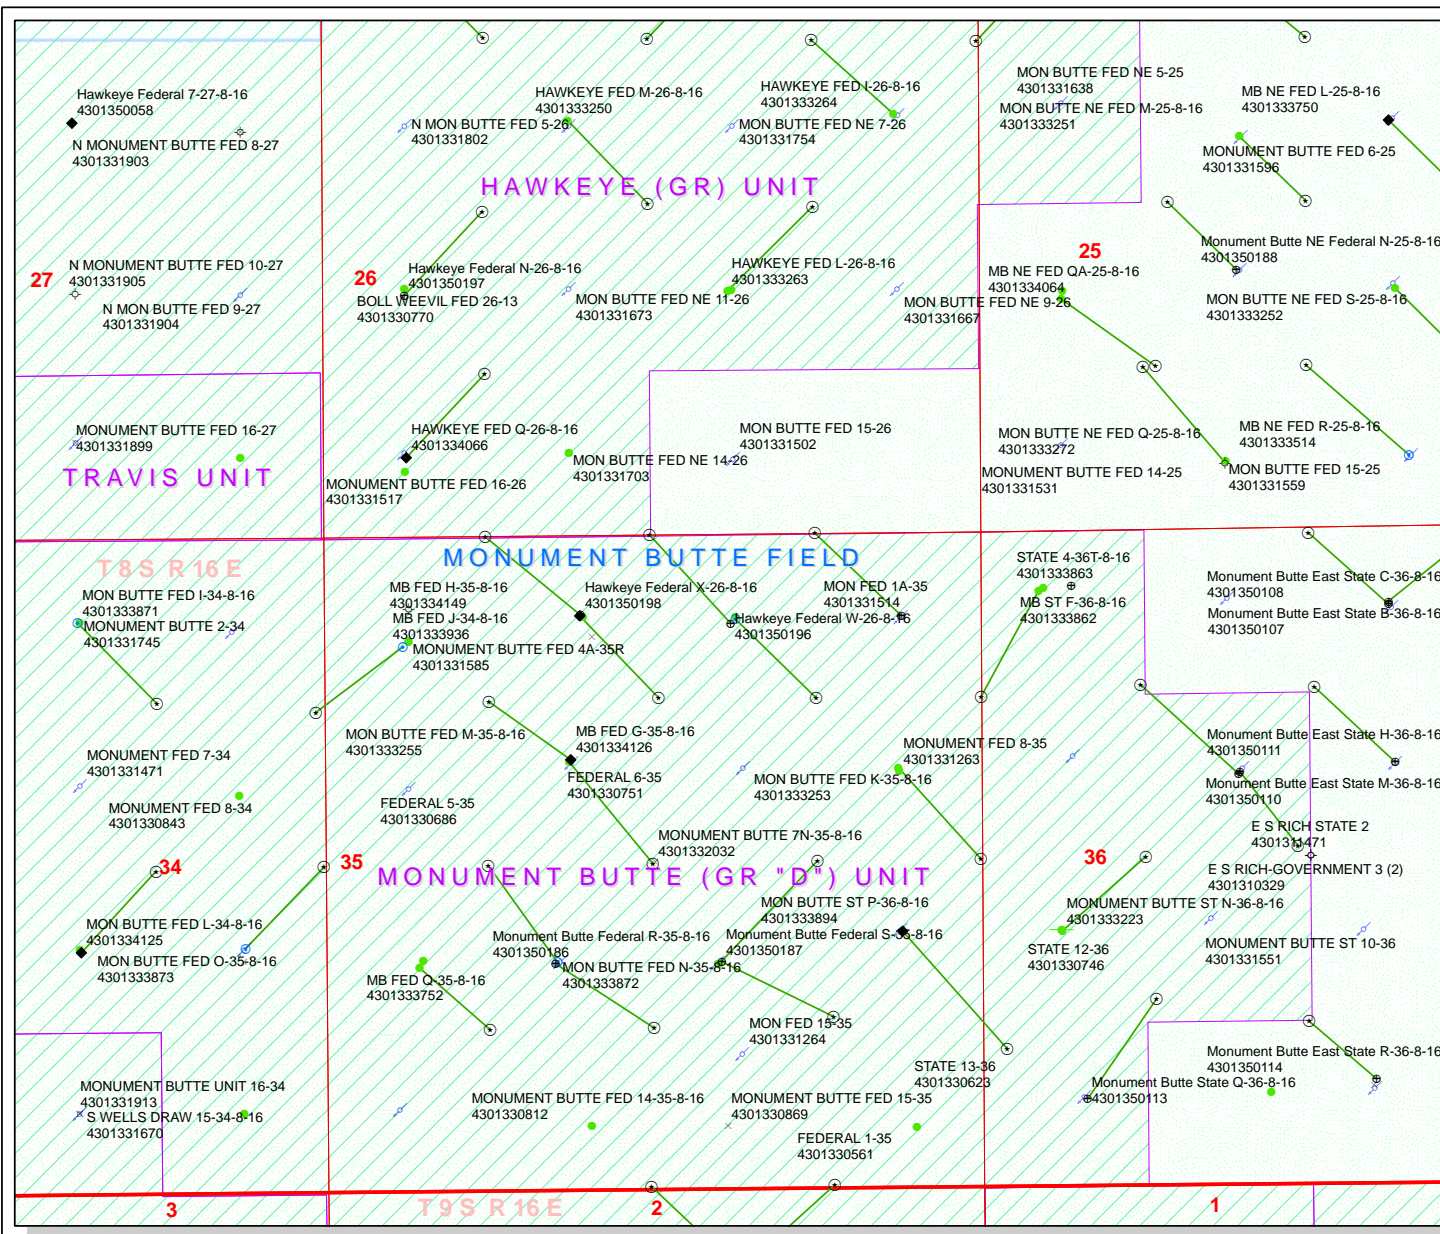 Hawkeye Federal 7-27-8-16
4301350058
N MONUMENT BUTTE FED 8-27
4301331903
HAWKEYE FED M-26-8-16
4301333250
N MON BUTTE FED 5-26
4301331802
HAWKEYE FED I-26-8-16
4301333264
MON BUTTE FED NE 7-26
4301331754
MON BUTTE FED NE 5-25
4301331638
MON BUTTE NE FED M-25-8-16
4301333251
MB NE FED L-25-8-16
4301333750
MONUMENT BUTTE FED 6-25
4301331596
HAWKEYE (GR) UNIT
27
N MONUMENT BUTTE FED 10-27
4301331905
N MON BUTTE FED 9-27
4301331904
26
Hawkeye Federal N-26-8-16
4301350197
BOLL WEEVIL FED 26-13
4301330770
MON BUTTE FED NE 11-26
4301331673
HAWKEYE FED L-26-8-16
4301333263
MON BUTTE FED NE 9-26
4301331667
25
MB NE FED QA-25-8-16
4301334064
Monument Butte NE Federal N-25-8-16
4301350188
MON BUTTE NE FED S-25-8-16
4301333252
MONUMENT BUTTE FED 16-27
4301331899
TRAVIS UNIT
HAWKEYE FED Q-26-8-16
4301334066
MONUMENT BUTTE FED 16-26
4301331517
MON BUTTE FED NE 14-26
4301331703
MON BUTTE FED 15-26
4301331502
MON BUTTE NE FED Q-25-8-16
4301333272
MONUMENT BUTTE FED 14-25
4301331531
MB NE FED R-25-8-16
4301333514
MON BUTTE FED 15-25
4301331559
MONUMENT BUTTE FIELD
T8S R16E
MON BUTTE FED I-34-8-16
4301333871
MONUMENT BUTTE 2-34
4301331745
MB FED H-35-8-16
4301334149
MB FED J-34-8-16
4301333936
MONUMENT BUTTE FED 4A-35R
4301331585
Hawkeye Federal X-26-8-16
4301350198
MON FED 1A-35
4301331514
Hawkeye Federal W-26-8-16
4301350196
STATE 4-36T-8-16
4301333863
MB ST F-36-8-16
4301333862
Monument Butte East State C-36-8-16
4301350108
Monument Butte East State B-36-8-16
4301350107
MONUMENT FED 7-34
4301331471
MONUMENT FED 8-34
4301330843
MON BUTTE FED M-35-8-16
4301333255
FEDERAL 5-35
4301330686
MB FED G-35-8-16
4301334126
FEDERAL 6-35
4301330751
MONUMENT FED 8-35
4301331263
MON BUTTE FED K-35-8-16
4301333253
Monument Butte East State H-36-8-16
4301350111
Monument Butte East State M-36-8-16
4301350110
E S RICH STATE 2
4301311471
E S RICH-GOVERNMENT 3 (2)
4301310329
34
35
36
MONUMENT BUTTE 7N-35-8-16
4301332032
MONUMENT BUTTE (GR "D") UNIT
MON BUTTE FED L-34-8-16
4301334125
MON BUTTE FED O-35-8-16
4301333873
MB FED Q-35-8-16
4301333752
Monument Butte Federal R-35-8-16
4301350186
MON BUTTE FED N-35-8-16
4301333872
MON BUTTE ST P-36-8-16
4301333894
Monument Butte Federal S-35-8-16
4301350187
MONUMENT BUTTE ST N-36-8-16
4301333223
STATE 12-36
4301330746
MONUMENT BUTTE ST 10-36
4301331551
MON FED 15-35
4301331264
STATE 13-36
4301330623
Monument Butte East State R-36-8-16
4301350114
Monument Butte State Q-36-8-16
4301350113
MONUMENT BUTTE UNIT 16-34
4301331913
S WELLS DRAW 15-34-8-16
4301331670
MONUMENT BUTTE FED 14-35-8-16
4301330812
MONUMENT BUTTE FED 15-35
4301330869
FEDERAL 1-35
4301330561
T9S R16E
3
2
1